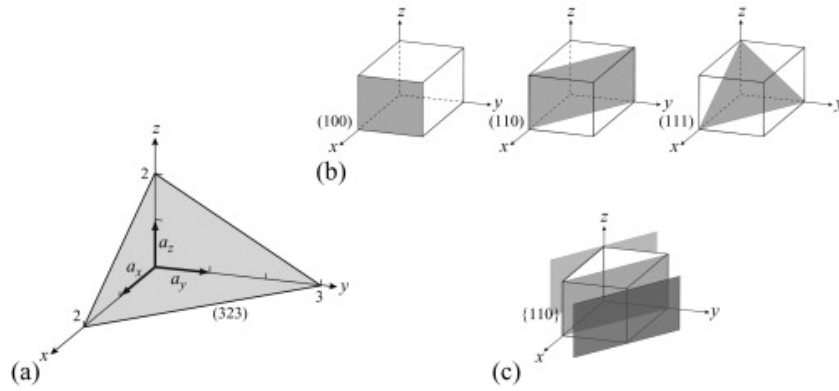 z
z
z
y
y
y
(100)
(110)
(111)
x
x
x
(b)
z
2
a_z
a_x
a_y
y
3
2
(323)
x
(a)
z
{110}
y
x
(c)